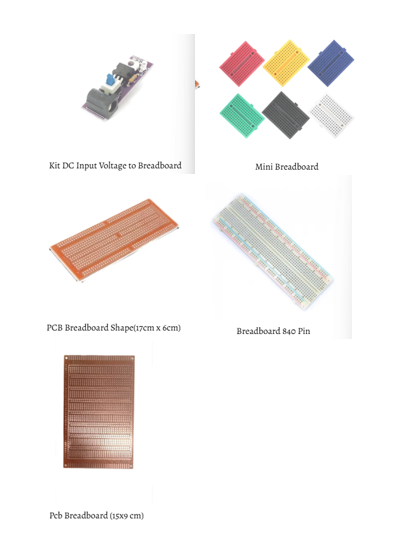 Kit DC Input Voltage to Breadboard
Mini Breadboard
PCB Breadboard Shape(17cm x 6cm)
Breadboard 840 Pin
Pcb Breadboard (15x9 cm)